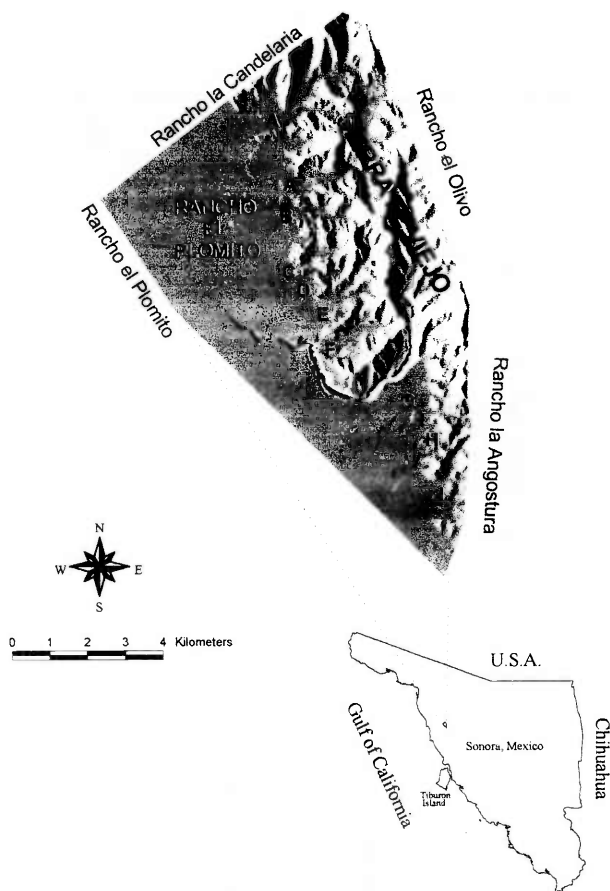 Rancho la Candelaria
Rancho el Olivo
RANCHO
EL
PLOMITO
Rancho el Plomito
VIEJO
A
B
C
D
E
F
H
Rancho la Angostura
N
W E
S
0 1 2 3 4 Kilometers
U.S.A.
Gulf of California
Sonora, Mexico
Chihuahua
Tiburon
Island